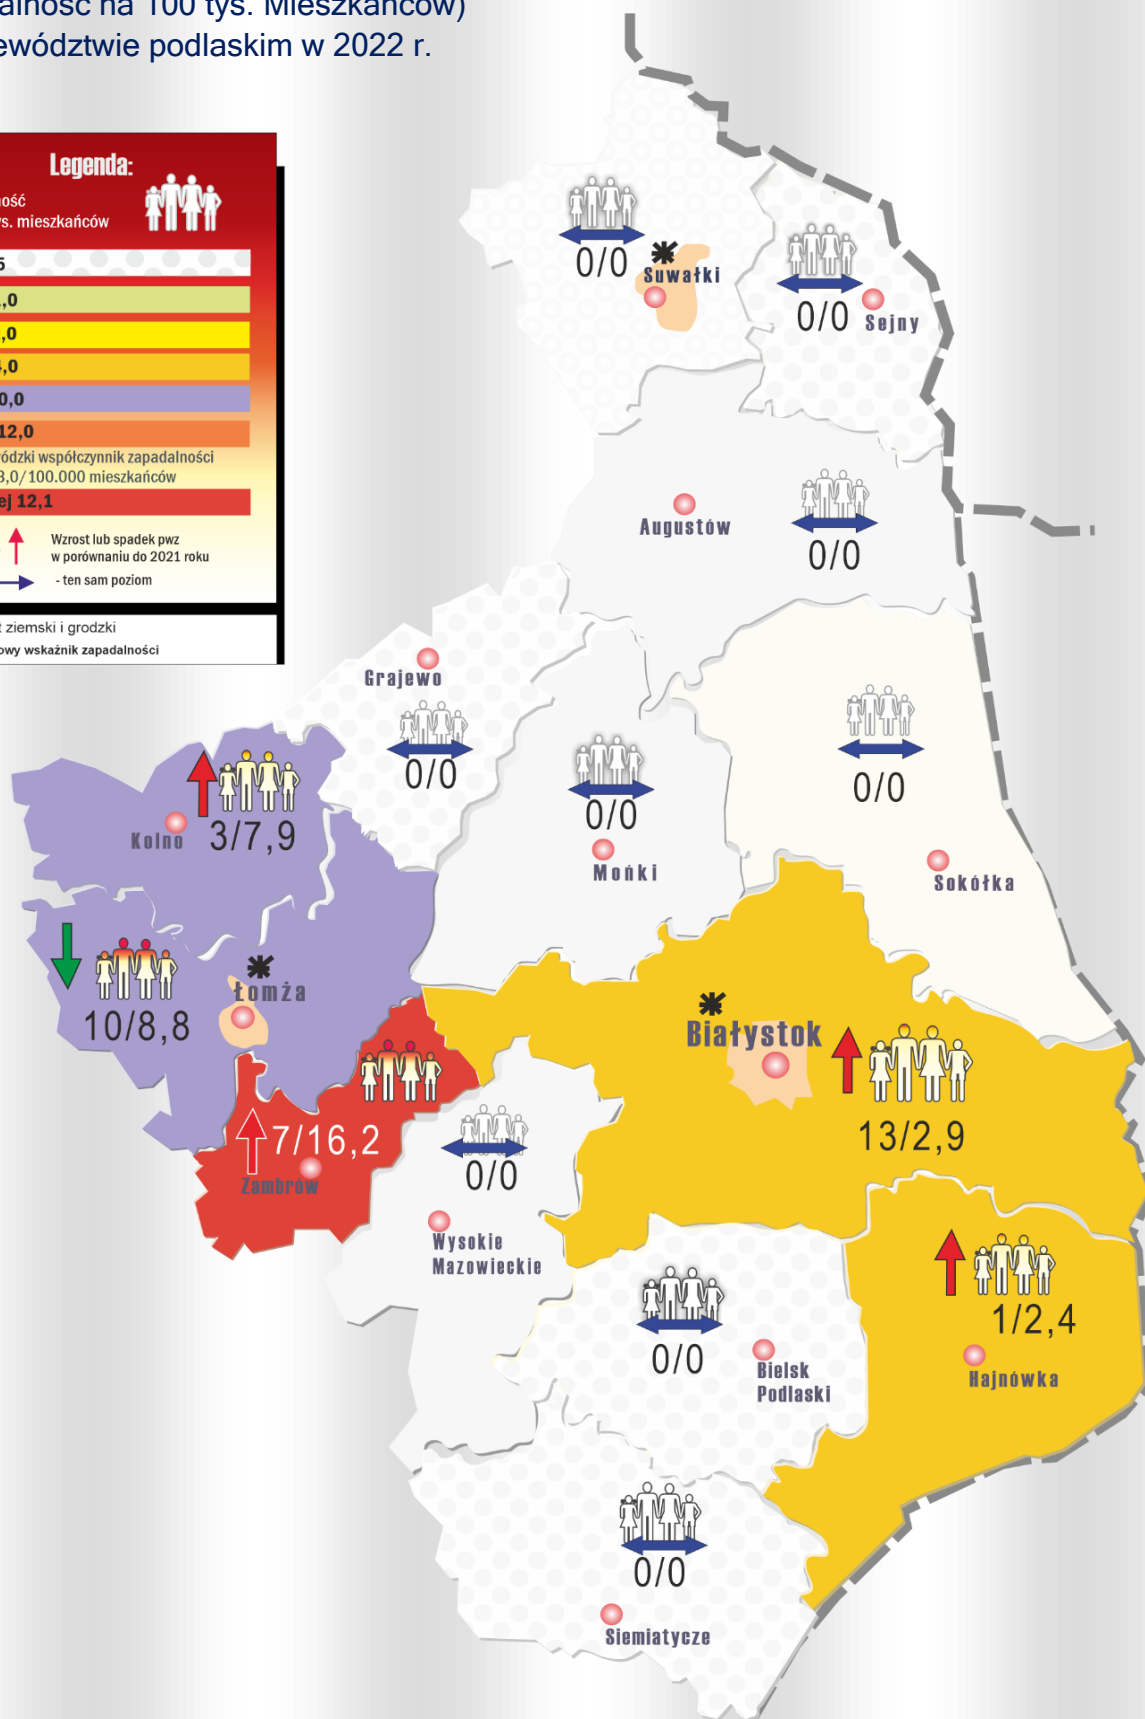 alność na 100 tys. Mieszkańców)
ewództwie podlaskim w 2022 r.
Legenda:
ność
ys. mieszkańców
5
,0
,0
,0
0,0
12,0
ódzki współczynnik zapadalności
3,0/100.000 mieszkańców
ej 12,1
Wzrost lub spadek pwz
w porównaniu do 2021 roku
- ten sam poziom
t ziemski i grodzki
owy wskaźnik zapadalności
0/0
Suwałki
0/0
Sejny
Augustów
0/0
Grajewo
0/0
0/0
Mońki
0/0
Sokółka
Kolno
3/7,9
Łomża
10/8,8
Białystok
13/2,9
7/16,2
Zambrów
0/0
Wysokie
Mazowieckie
1/2,4
Hajnówka
0/0
Bielsk
Podlaski
0/0
Siemiatycze